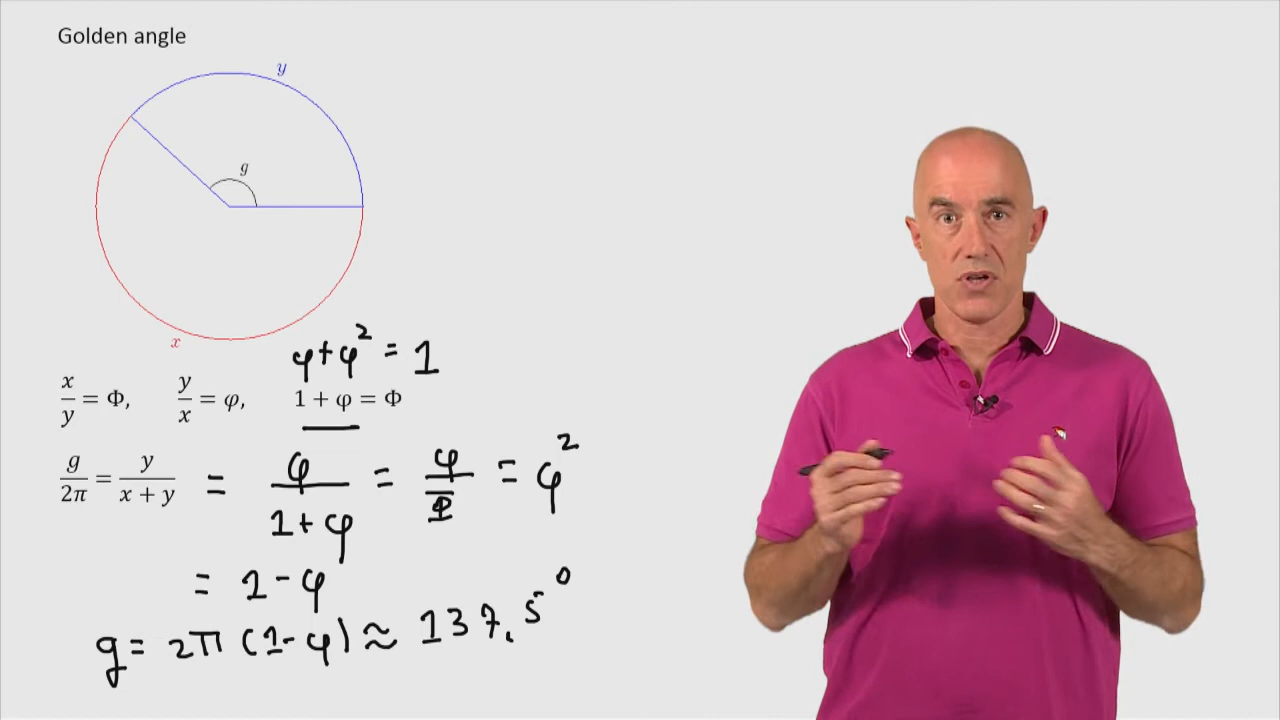 Golden angle
y
g
x
φ + φ² = 1
x/y = Φ, y/x = φ, 1 + φ = Φ
g/2π = y/(x + y) = φ/(1 + φ) = φ/Φ = φ²
= 1 - φ
g = 2π (1 - φ) ≈ 137.5°